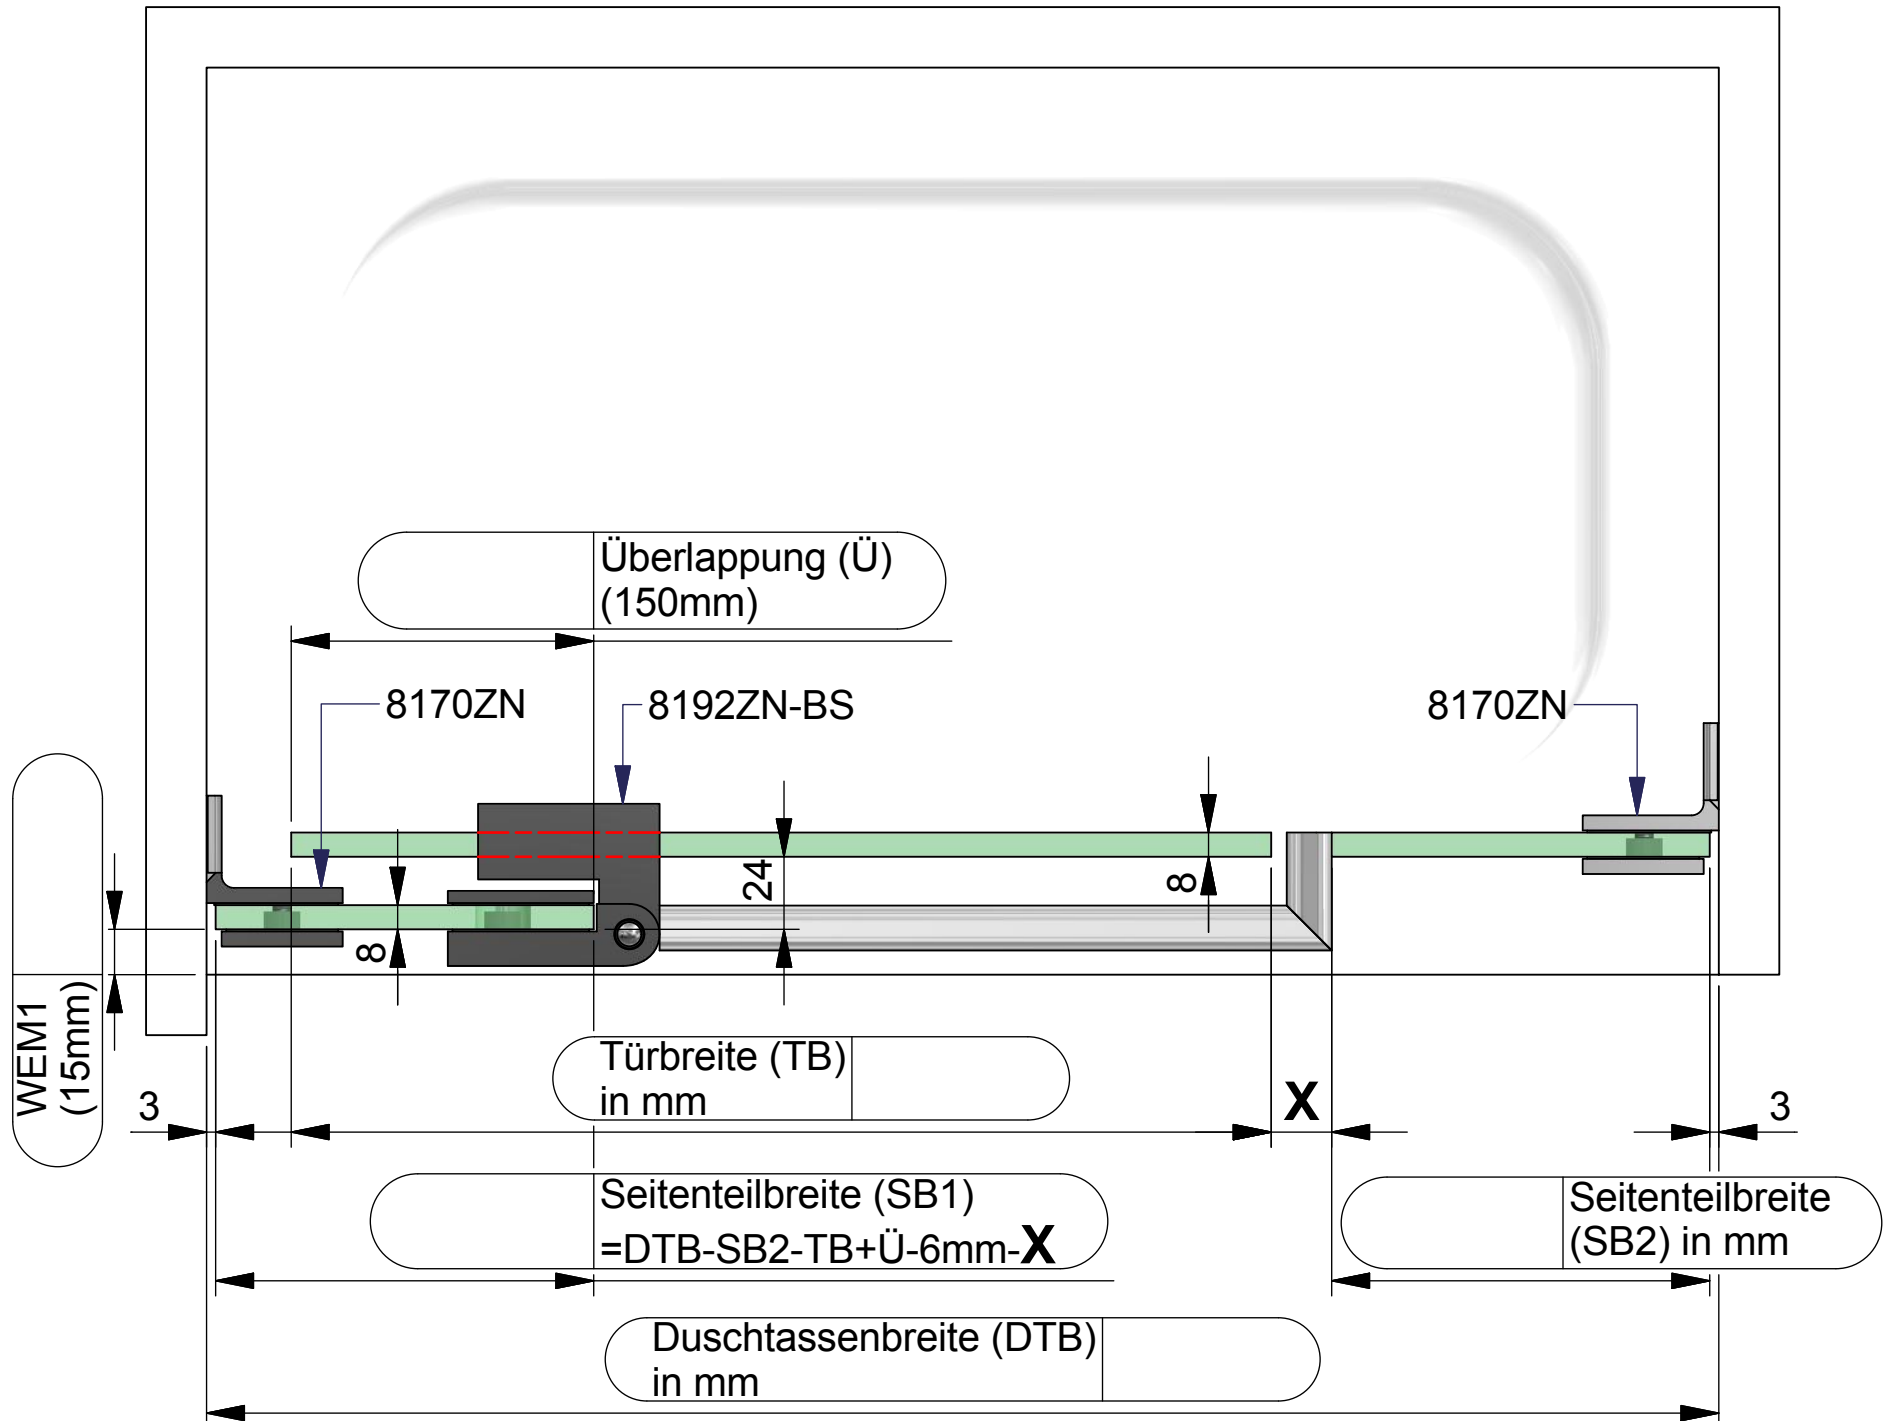 Überlappung (Ü)
(150mm)
8170ZN
8192ZN-BS
8170ZN
24
8
8
WEM1
(15mm)
Türbreite (TB)
in mm
3
X
3
Seitenteilbreite (SB1)
=DTB-SB2-TB+Ü-6mm-X
Seitenteilbreite
(SB2) in mm
Duschtassenbreite (DTB)
in mm